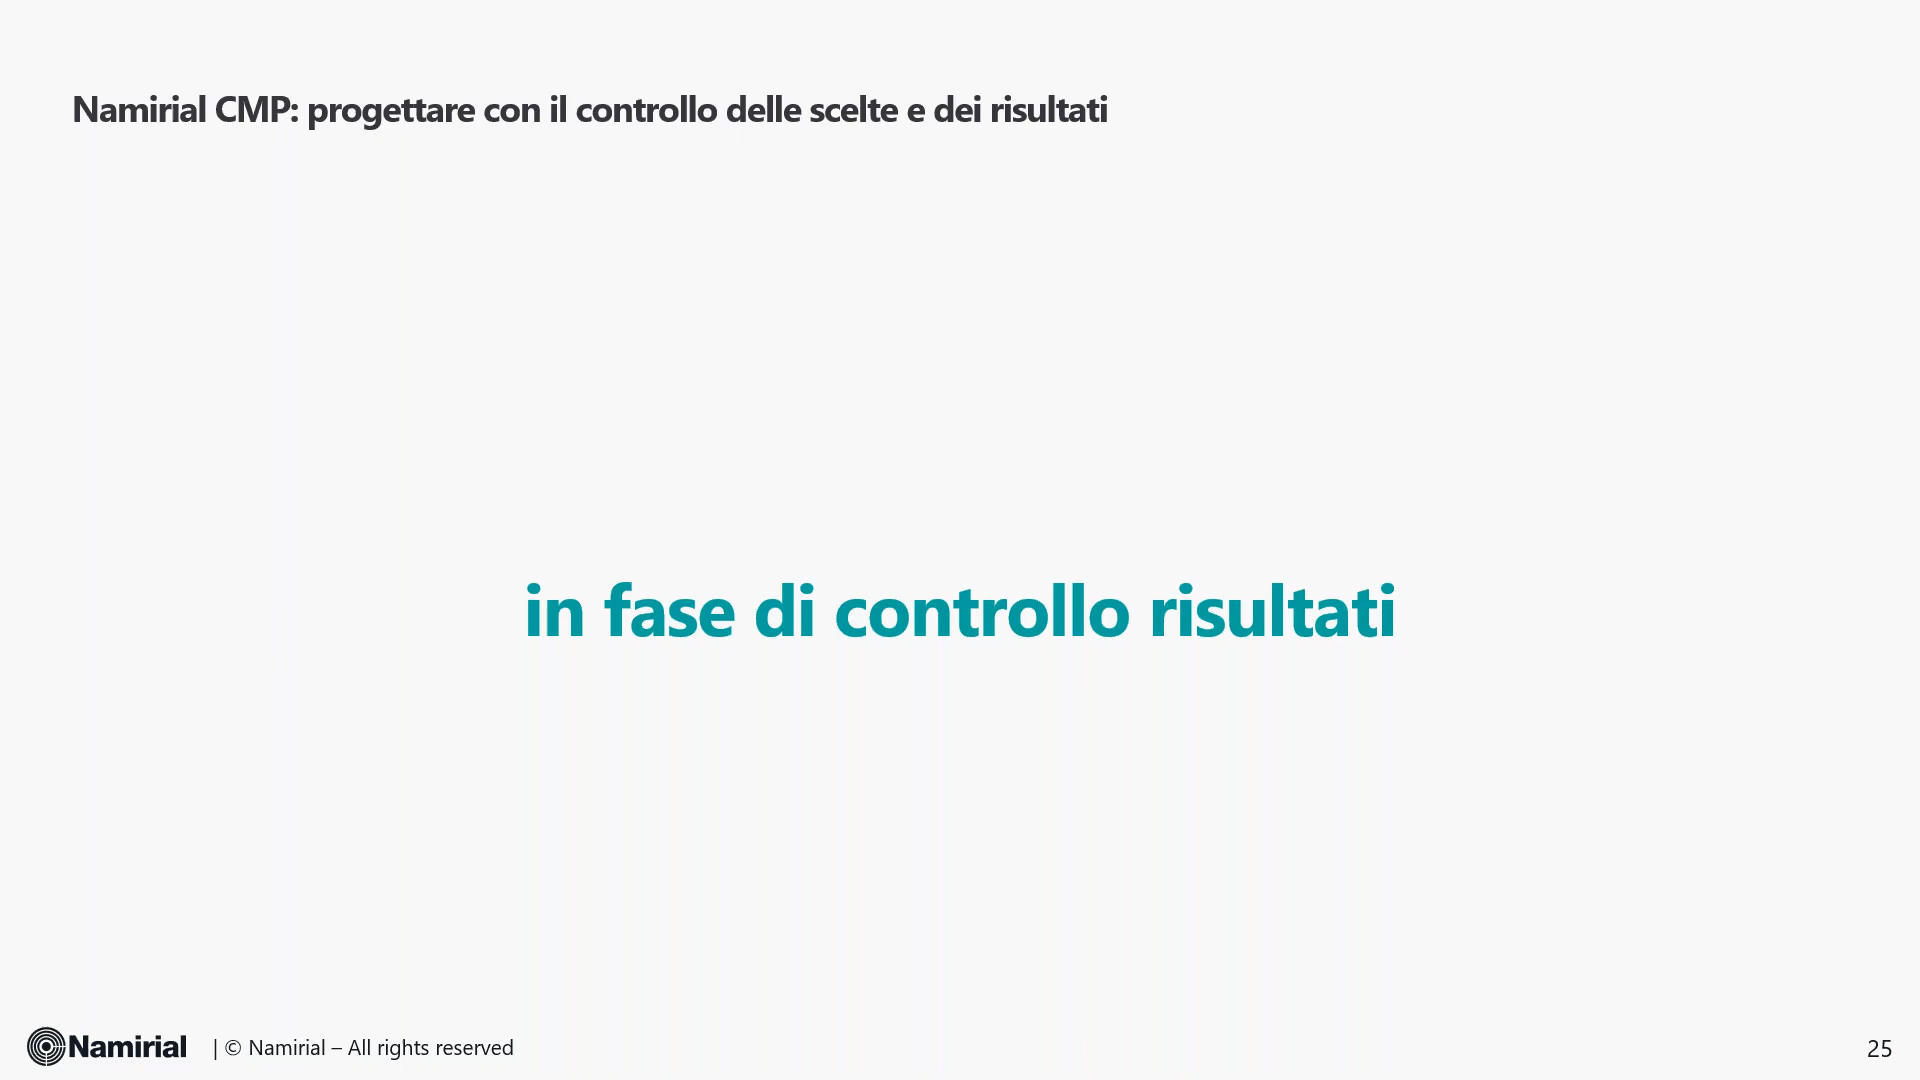 Namirial CMP: progettare con il controllo delle scelte e dei risultati
in fase di controllo risultati
Namirial | © Namirial – All rights reserved
25